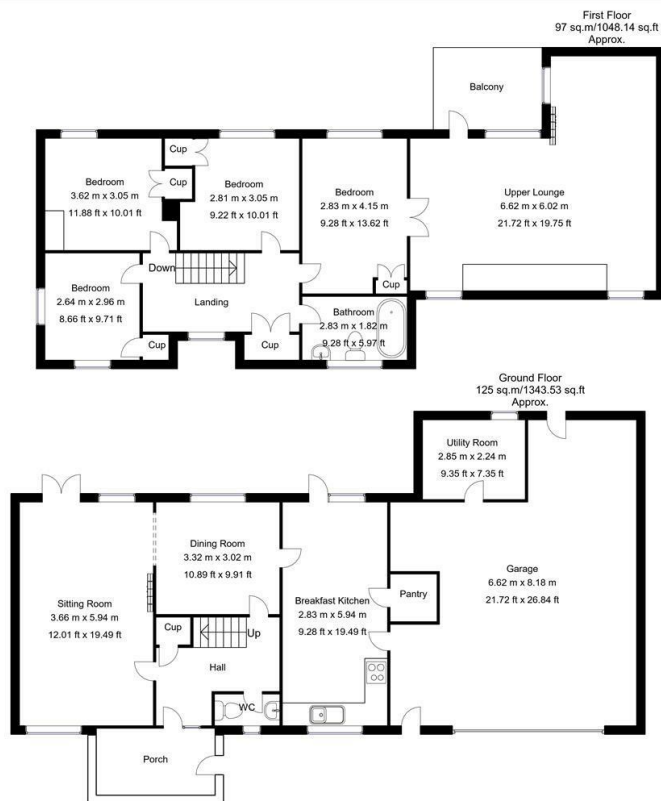 First Floor
97 sq.m/1048.14 sq.ft
Approx.
Balcony
Cup
Cup
Bedroom
3.62 m x 3.05 m
11.88 ft x 10.01 ft
Bedroom
2.81 m x 3.05 m
9.22 ft x 10.01 ft
Bedroom
2.83 m x 4.15 m
9.28 ft x 13.62 ft
Upper Lounge
6.62 m x 6.02 m
21.72 ft x 19.75 ft
Down
Bedroom
2.64 m x 2.96 m
8.66 ft x 9.71 ft
Landing
Cup
Bathroom
2.83 m x 1.82 m
9.28 ft x 5.97 ft
Cup
Cup
Ground Floor
125 sq.m/1343.53 sq.ft
Approx.
Utility Room
2.85 m x 2.24 m
9.35 ft x 7.35 ft
Dining Room
3.32 m x 3.02 m
10.89 ft x 9.91 ft
Sitting Room
3.66 m x 5.94 m
12.01 ft x 19.49 ft
Breakfast Kitchen
2.83 m x 5.94 m
9.28 ft x 19.49 ft
Pantry
Garage
6.62 m x 8.18 m
21.72 ft x 26.84 ft
Cup
Up
Hall
WC
Porch